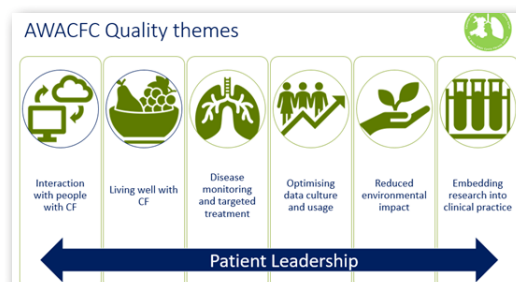 AWACFC Quality themes
Interaction
with people
with CF
Living well with
CF
Disease
monitoring
and targeted
treatment
Optimising
data culture
and usage
Reduced
environmental
impact
Embedding
research into
clinical practice
Patient Leadership